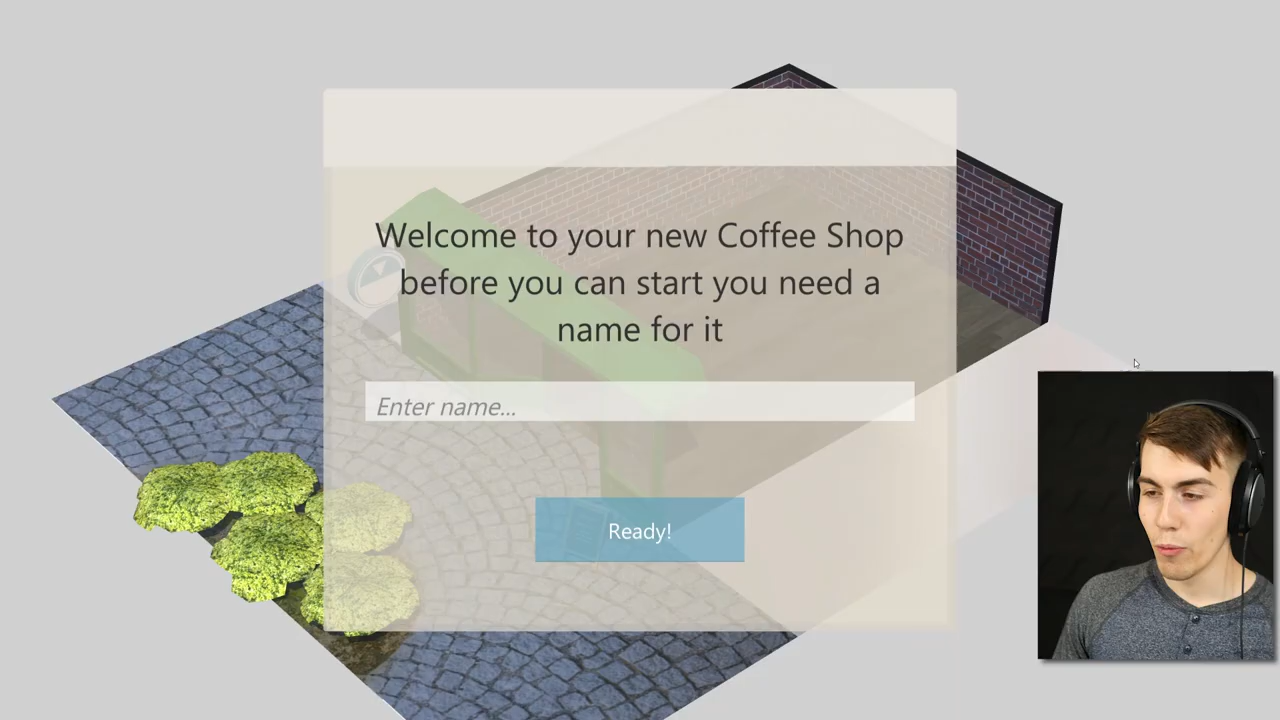 Welcome to your new Coffee Shop
before you can start you need a
name for it
Enter name...
Ready!